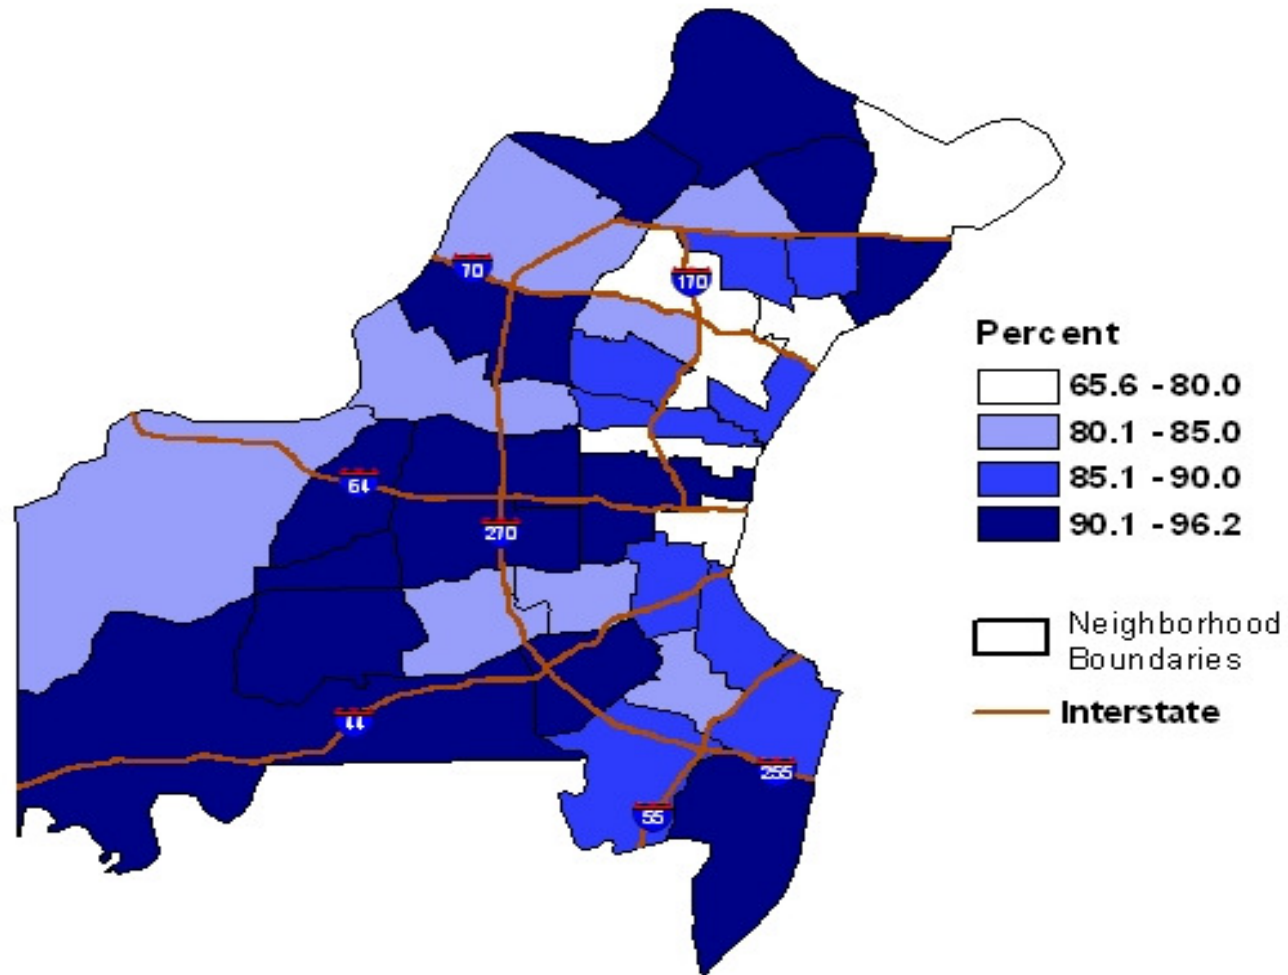 70
170
64
270
44
255
55
Percent
65.6 - 80.0
80.1 - 85.0
85.1 - 90.0
90.1 - 96.2
Neighborhood
Boundaries
Interstate